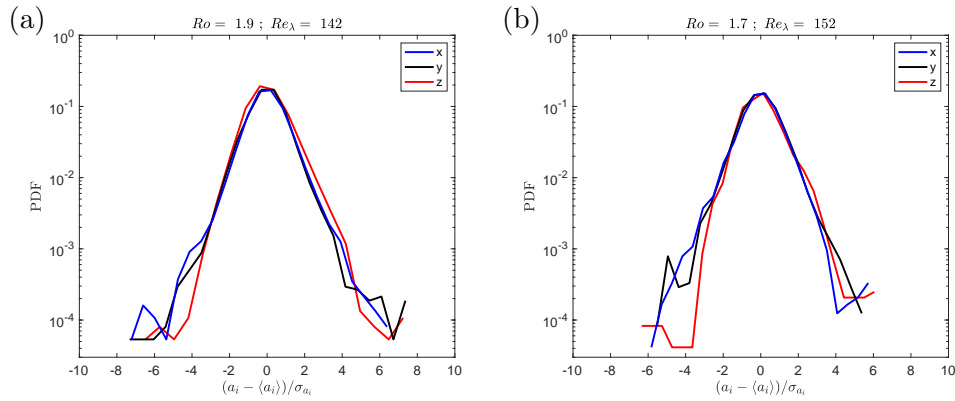 (a)
Ro = 1.9 ; Re_λ = 142
10^0
10^-1
10^-2
10^-3
10^-4
PDF
x
y
z
-10 -8 -6 -4 -2 0 2 4 6 8 10
(a_i − ⟨a_i⟩)/σ_{a_i}
(b)
Ro = 1.7 ; Re_λ = 152
10^0
10^-1
10^-2
10^-3
10^-4
PDF
x
y
z
-10 -8 -6 -4 -2 0 2 4 6 8 10
(a_i − ⟨a_i⟩)/σ_{a_i}